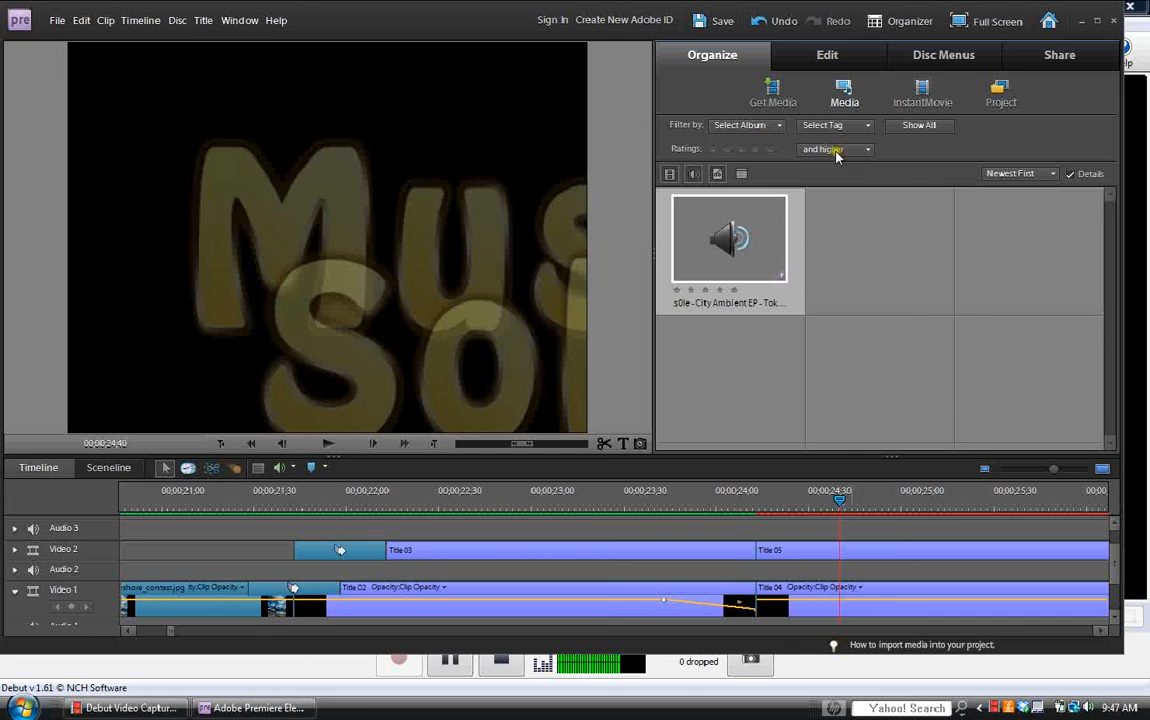 pre File Edit Clip Timeline Disc Title Window Help Sign In Create New Adobe ID Save Undo Redo Organizer Full Screen
Organize Edit Disc Menus Share
Get Media Media InstantMovie Project
Filter by: Select Album Select Tag Show All
Ratings: and higher
Newest First Details
Mus
So
s0le - City Ambient EP - Tok...
00;00;24;40
Timeline Sceneline
00;00;21;00 00;00;21;30 00;00;22;00 00;00;22;30 00;00;23;00 00;00;23;30 00;00;24;00 00;00;24;30 00;00;25;00 00;00;25;30 00;00
Audio 3
Video 2 Title 03 Title 05
Audio 2
Video 1 shore_contest.jpg ity:Clip Opacity Title 02 Opacity:Clip Opacity Title 04 Opacity:Clip Opacity
How to import media into your project.
0 dropped
Debut v 1.61 © NCH Software
Debut Video Captur... Adobe Premiere Ele... Yahoo! Search 9:47 AM